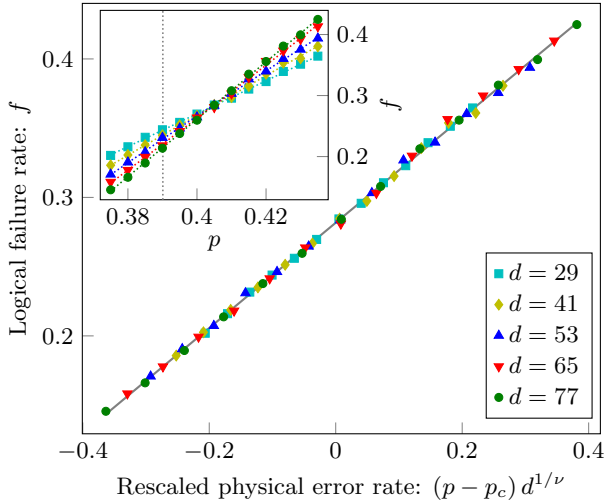 0.4
0.3
0.2
Logical failure rate: f
0.4
0.3
0.2
f
0.38 0.4 0.42
p
d = 29
d = 41
d = 53
d = 65
d = 77
−0.4 −0.2 0 0.2 0.4
Rescaled physical error rate: (p − p_c) d^{1/ν}